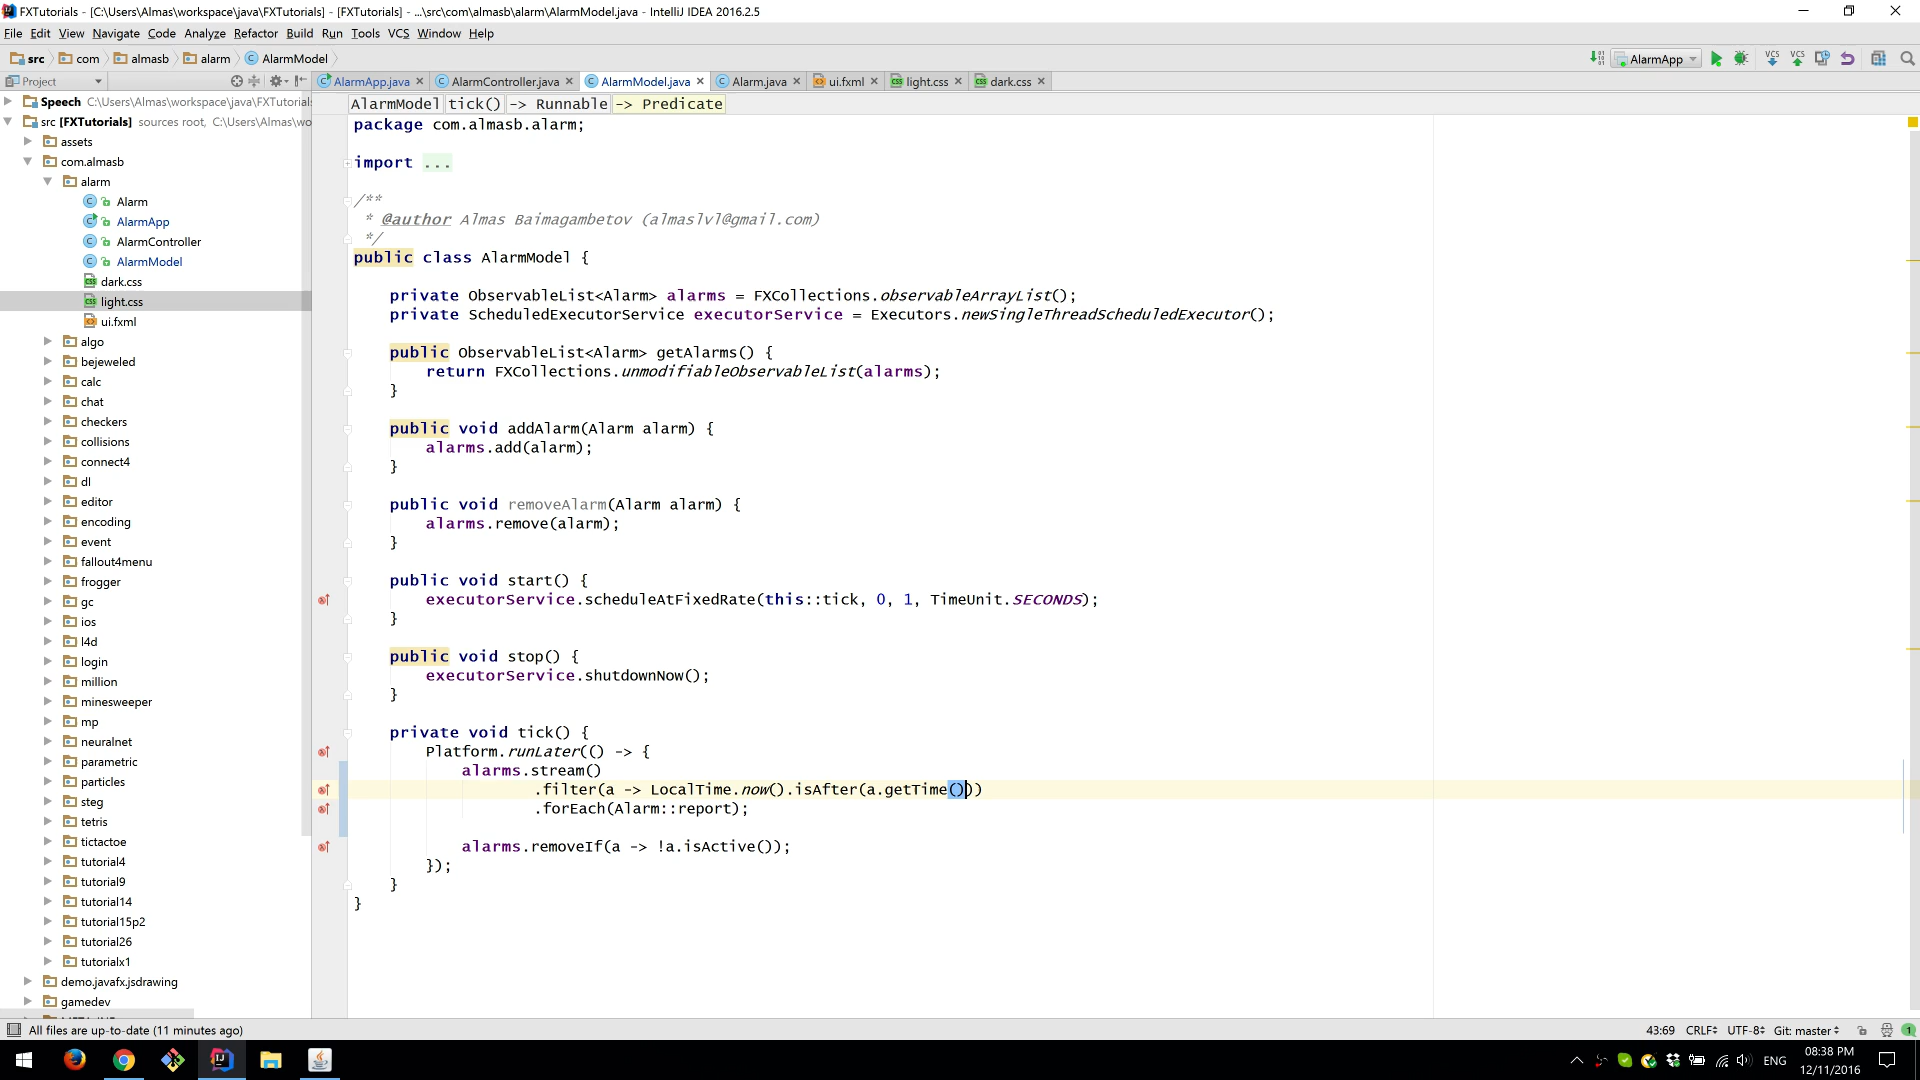 FXTutorials - [C:\Users\Almas\workspace\java\FXTutorials] - [FXTutorials] - ...\src\com\almasb\alarm\AlarmModel.java - IntelliJ IDEA 2016.2.5
File Edit View Navigate Code Analyze Refactor Build Run Tools VCS Window Help
src com almasb alarm AlarmModel AlarmApp VCS VCS
Project AlarmApp.java AlarmController.java AlarmModel.java Alarm.java ui.fxml light.css dark.css
AlarmModel tick() -> Runnable -> Predicate
Speech C:\Users\Almas\workspace\java\FXTutorials
src [FXTutorials] sources root, C:\Users\Almas\wo
assets
com.almasb
alarm
Alarm
AlarmApp
AlarmController
AlarmModel
dark.css
light.css
ui.fxml
algo
bejeweled
calc
chat
checkers
collisions
connect4
dl
editor
encoding
event
fallout4menu
frogger
gc
ios
l4d
login
million
minesweeper
mp
neuralnet
parametric
particles
steg
tetris
tictactoe
tutorial4
tutorial9
tutorial14
tutorial15p2
tutorial26
tutorialx1
demo.javafx.jsdrawing
gamedev
package com.almasb.alarm;
import ...
/**
* @author Almas Baimagambetov (almaslvl@gmail.com)
*/
public class AlarmModel {
private ObservableList<Alarm> alarms = FXCollections.observableArrayList();
private ScheduledExecutorService executorService = Executors.newSingleThreadScheduledExecutor();
public ObservableList<Alarm> getAlarms() {
return FXCollections.unmodifiableObservableList(alarms);
}
public void addAlarm(Alarm alarm) {
alarms.add(alarm);
}
public void removeAlarm(Alarm alarm) {
alarms.remove(alarm);
}
public void start() {
executorService.scheduleAtFixedRate(this::tick, 0, 1, TimeUnit.SECONDS);
}
public void stop() {
executorService.shutdownNow();
}
private void tick() {
Platform.runLater(() -> {
alarms.stream()
.filter(a -> LocalTime.now().isAfter(a.getTime()))
.forEach(Alarm::report);
alarms.removeIf(a -> !a.isActive());
});
}
}
All files are up-to-date (11 minutes ago) 43:69 CRLF UTF-8 Git: master 1
ENG 08:38 PM
12/11/2016